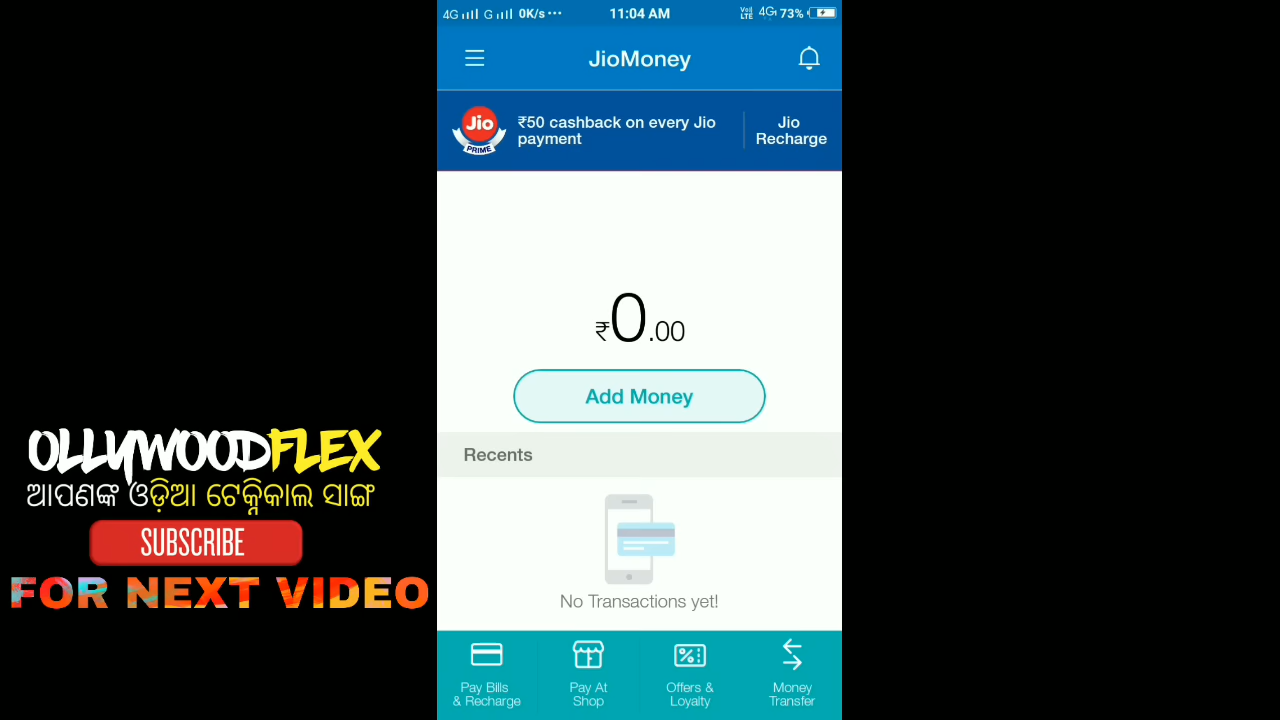 4G G 0K/s ... 11:04 AM VoLTE 4G 73%
JioMoney
Jio
PRIME
₹50 cashback on every Jio
payment
Jio
Recharge
₹0.00
Add Money
Recents
No Transactions yet!
Pay Bills
& Recharge
Pay At
Shop
Offers &
Loyalty
Money
Transfer
OLLYWOODFLEX
ଆପଣଙ୍କ ଓଡ଼ିଆ ଟେକ୍ନିକାଲ ସାଙ୍ଗ
SUBSCRIBE
FOR NEXT VIDEO